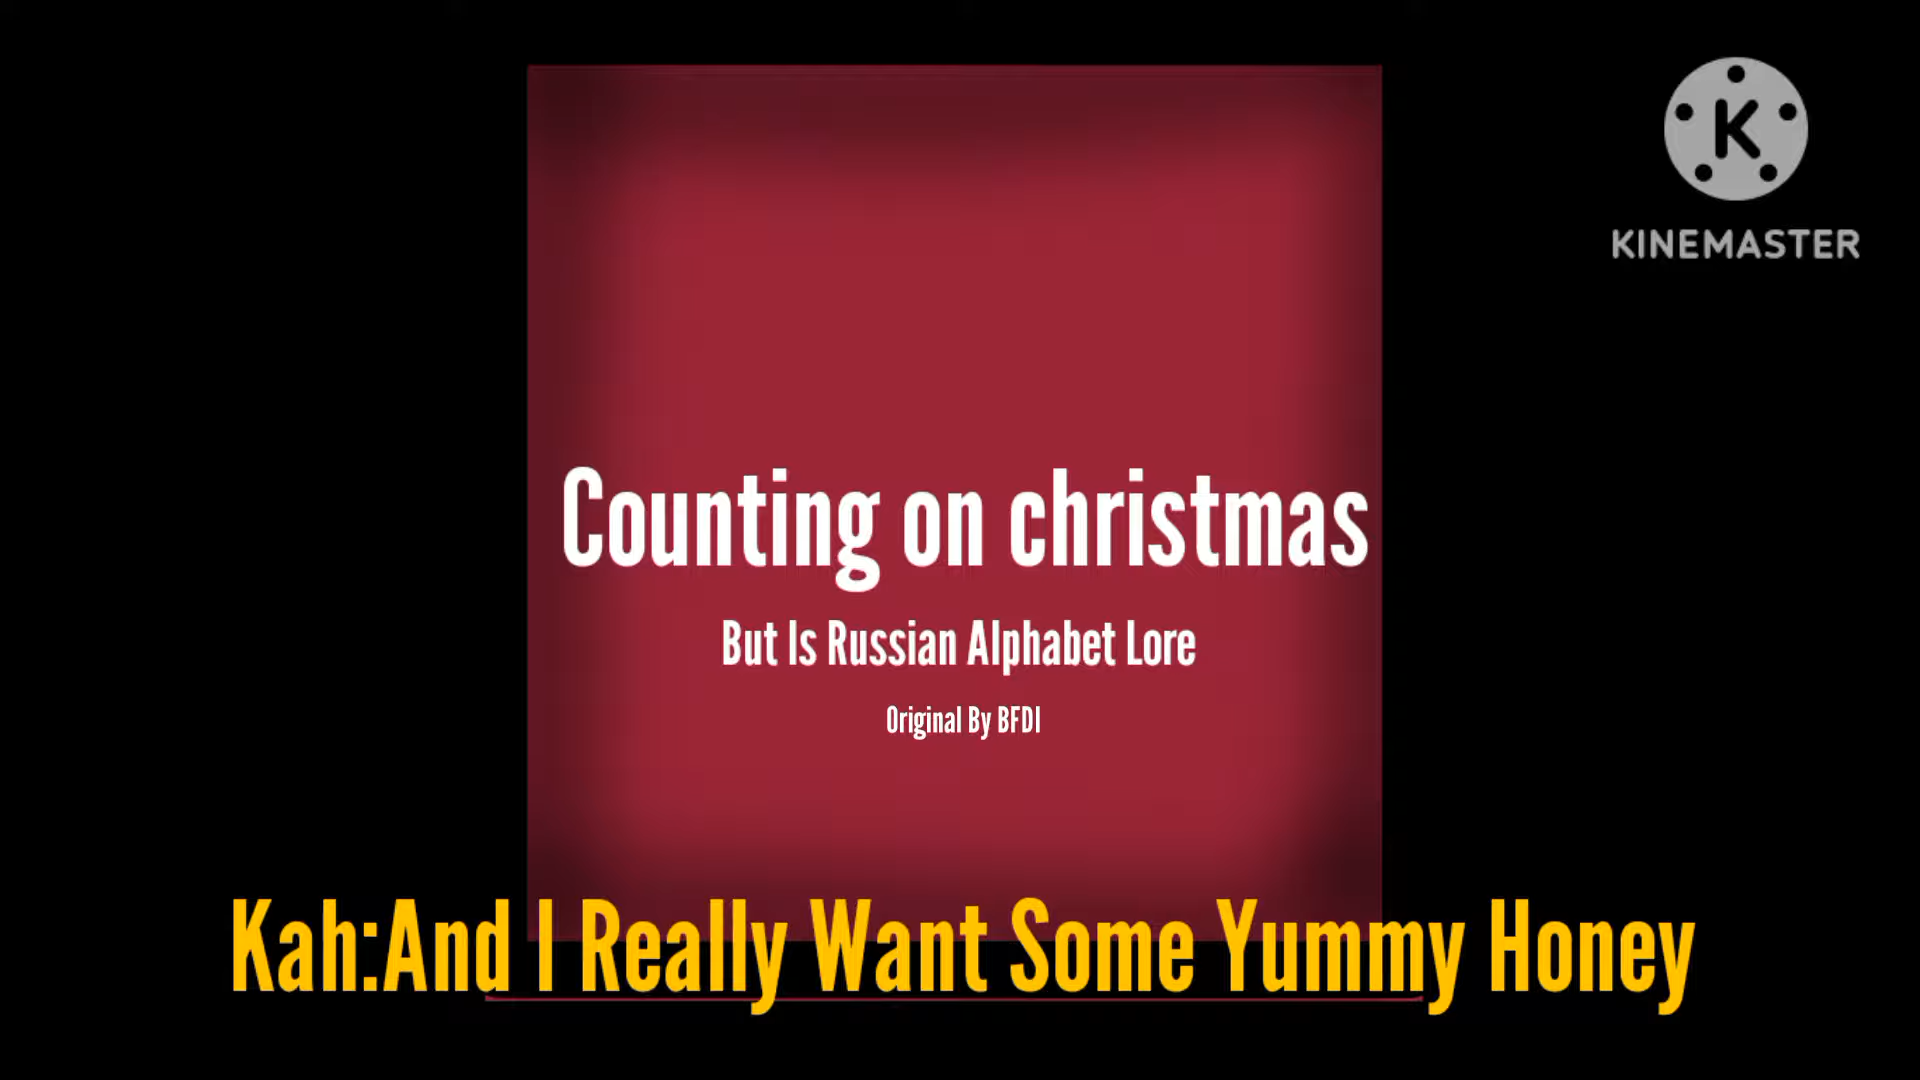 K
KINEMASTER
Counting on christmas
But Is Russian Alphabet Lore
Original By BFDI
Kah:And I Really Want Some Yummy Honey